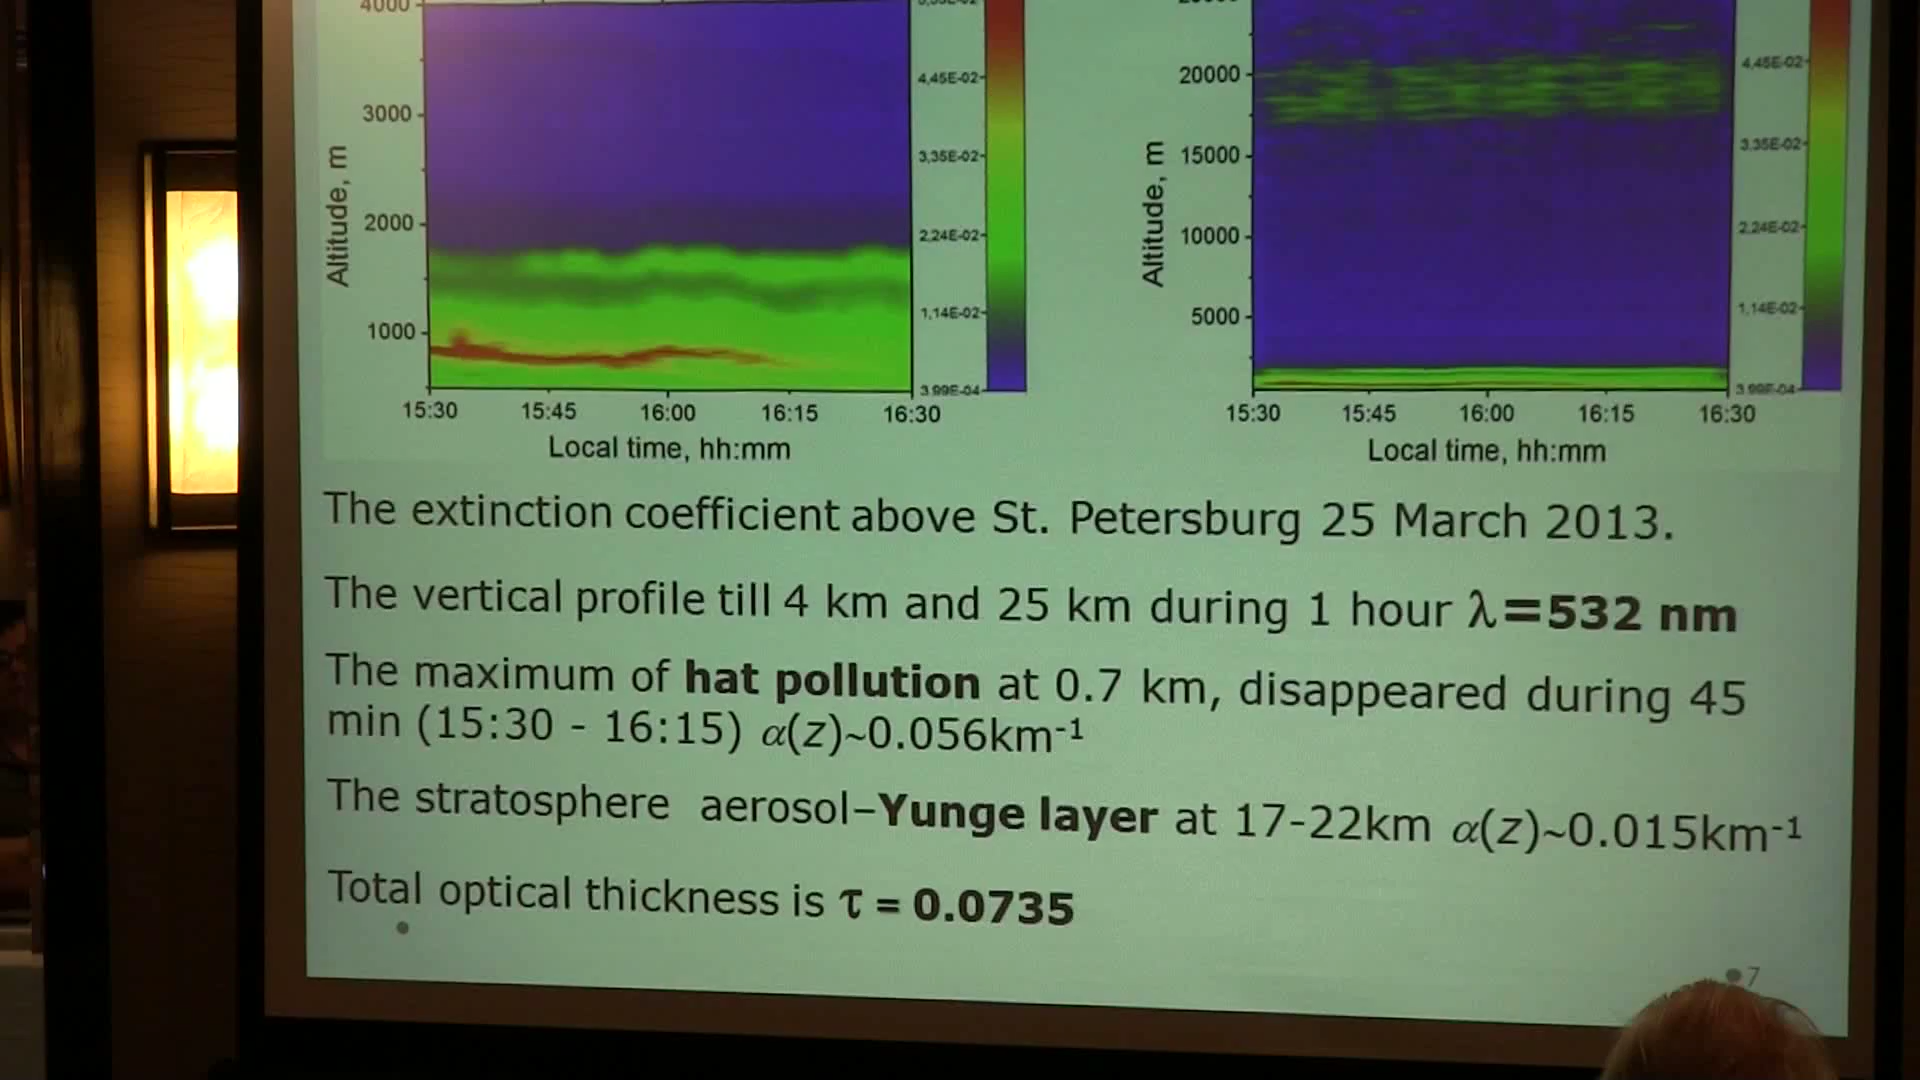 4000
3000
2000
1000
Altitude, m
15:30 15:45 16:00 16:15 16:30
Local time, hh:mm
4,45E-02
3,35E-02
2,24E-02
1,14E-02
3,99E-04
20000
15000
10000
5000
Altitude, m
15:30 15:45 16:00 16:15 16:30
Local time, hh:mm
4,45E-02
3,35E-02
2,24E-02
1,14E-02
3,99E-04
The extinction coefficient above St. Petersburg 25 March 2013.
The vertical profile till 4 km and 25 km during 1 hour λ=532 nm
The maximum of hat pollution at 0.7 km, disappeared during 45
min (15:30 - 16:15) α(z)~0.056km⁻¹
The stratosphere aerosol–Yunge layer at 17-22km α(z)~0.015km⁻¹
Total optical thickness is τ = 0.0735
7